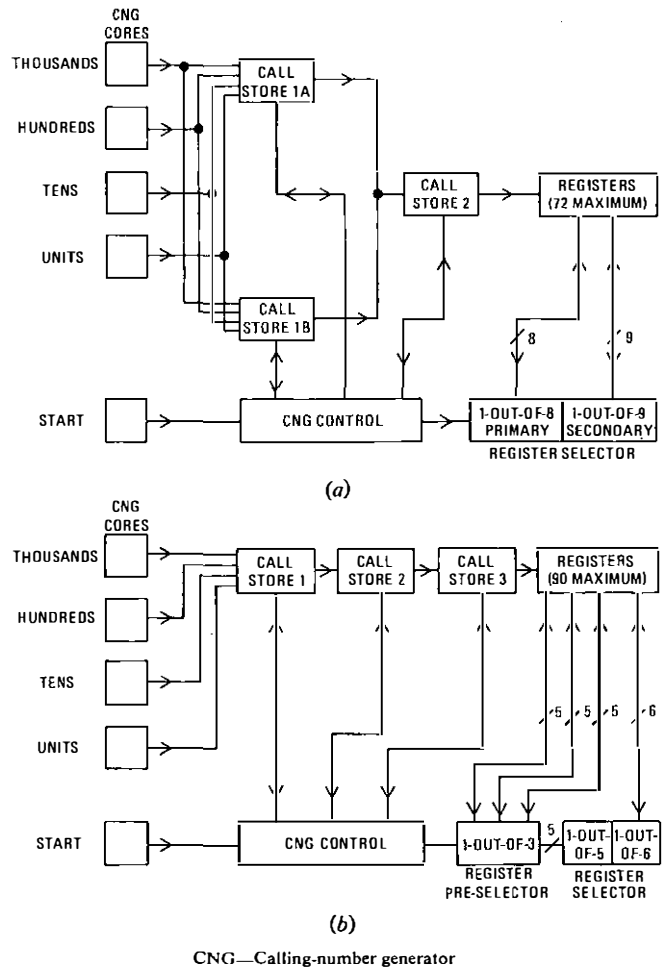 CNG
CORES
THOUSANDS
HUNDREDS
TENS
UNITS
START
CALL
STORE 1A
CALL
STORE 1B
CALL
STORE 2
REGISTERS
(72 MAXIMUM)
8
9
CNG CONTROL
1-OUT-OF-8
PRIMARY
1-OUT-OF-9
SECONDARY
REGISTER SELECTOR
(a)
CNG
CORES
THOUSANDS
HUNDREDS
TENS
UNITS
START
CALL
STORE 1
CALL
STORE 2
CALL
STORE 3
REGISTERS
(90 MAXIMUM)
5
5
5
6
CNG CONTROL
1-OUT-OF-3
REGISTER
PRE-SELECTOR
5
1-OUT-
OF-5
1-OUT-
OF-6
REGISTER
SELECTOR
(b)
CNG—Calling-number generator